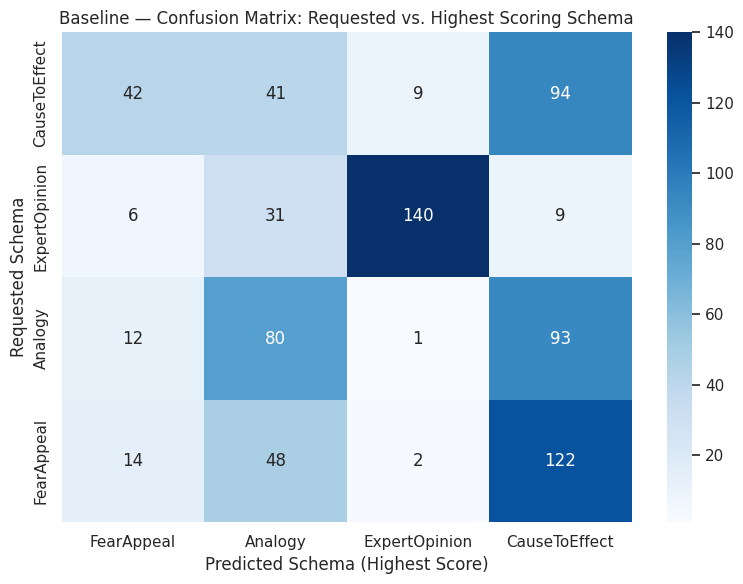 Baseline — Confusion Matrix: Requested vs. Highest Scoring Schema
Requested Schema
CauseToEffect
42 41 9 94
ExpertOpinion
6 31 140 9
Analogy
12 80 1 93
FearAppeal
14 48 2 122
FearAppeal Analogy ExpertOpinion CauseToEffect
Predicted Schema (Highest Score)
140
120
100
80
60
40
20